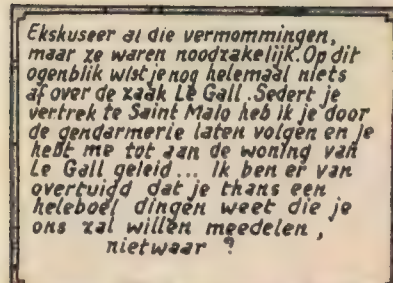 Ekskuseer al die vermommingen,
maar ze waren noodzakelijk. Op dit
ogenblik wist je nog helemaal niets
af over de zaak Le Gall. Sedert je
vertrek te Saint Malo heb ik je door
de gendarmerie laten volgen en je
hebt me tot aan de woning van
Le Gall geleid... Ik ben er van
overtuigd dat je thans een
heleboel dingen weet die je
ons zal willen meedelen,
nietwaar ?